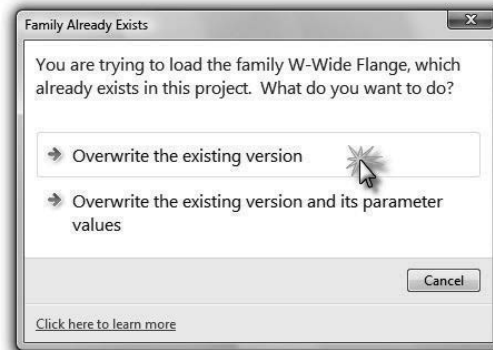 Family Already Exists
You are trying to load the family W-Wide Flange, which
already exists in this project. What do you want to do?
Overwrite the existing version
Overwrite the existing version and its parameter
values
Cancel
Click here to learn more